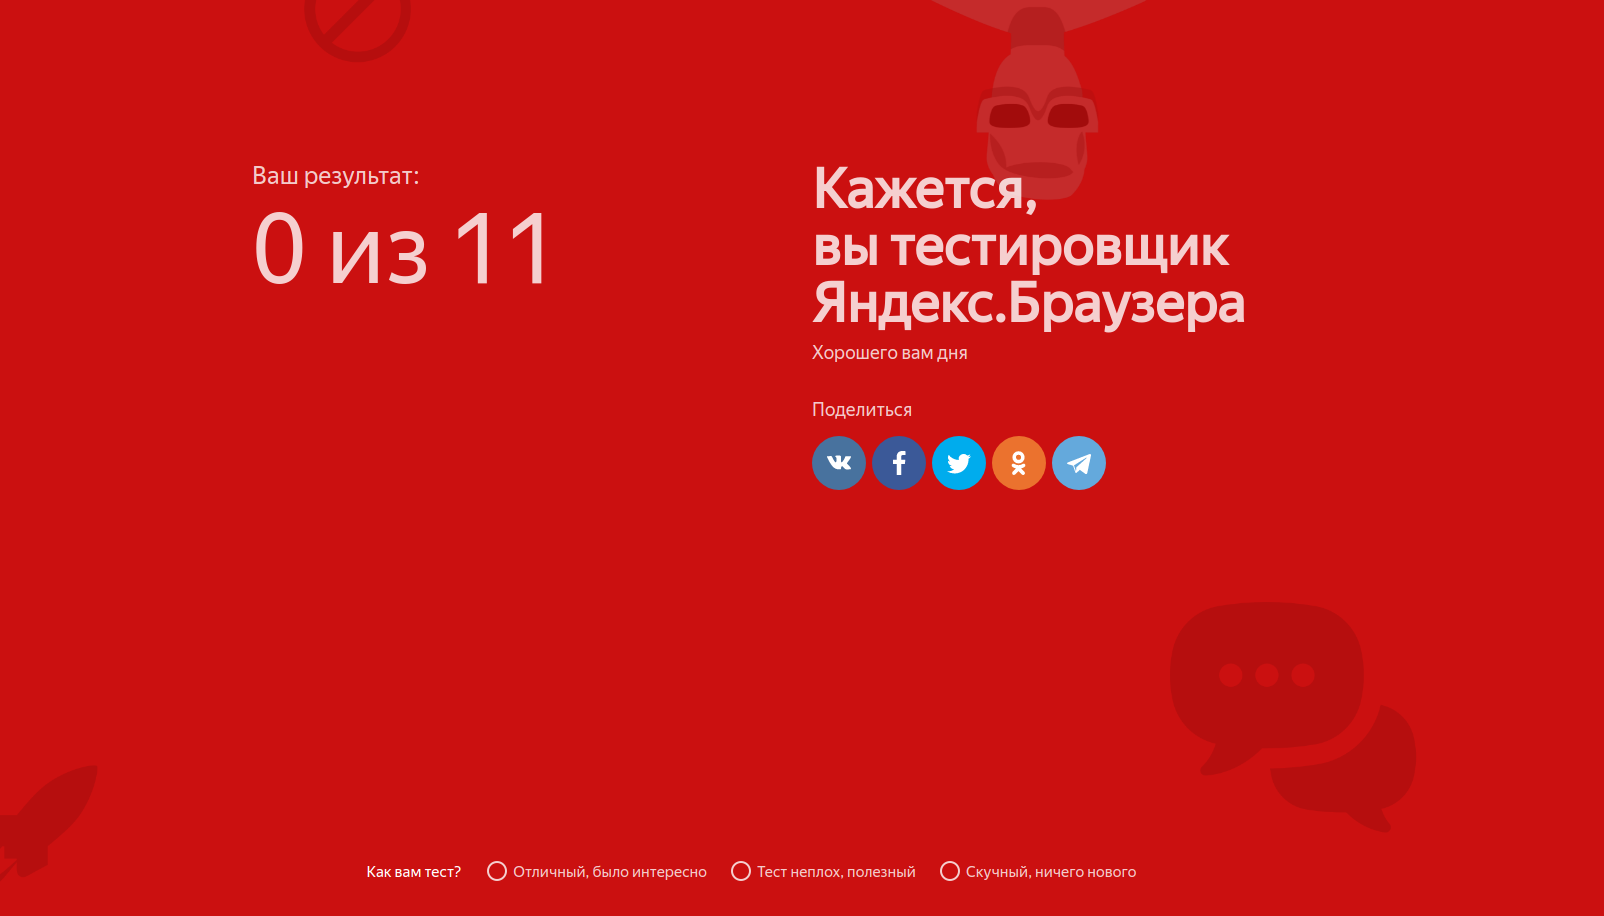 Ваш результат:
0 из 11
Кажется,
вы тестировщик
Яндекс.Браузера
Хорошего вам дня
Поделиться
Как вам тест?
Отличный, было интересно
Тест неплох, полезный
Скучный, ничего нового